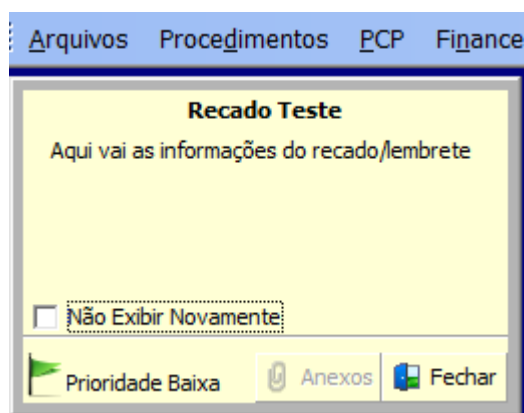 Arquivos Procedimentos PCP Finance
Recado Teste
Aqui vai as informações do recado/lembrete
Não Exibir Novamente
Prioridade Baixa Anexos Fechar